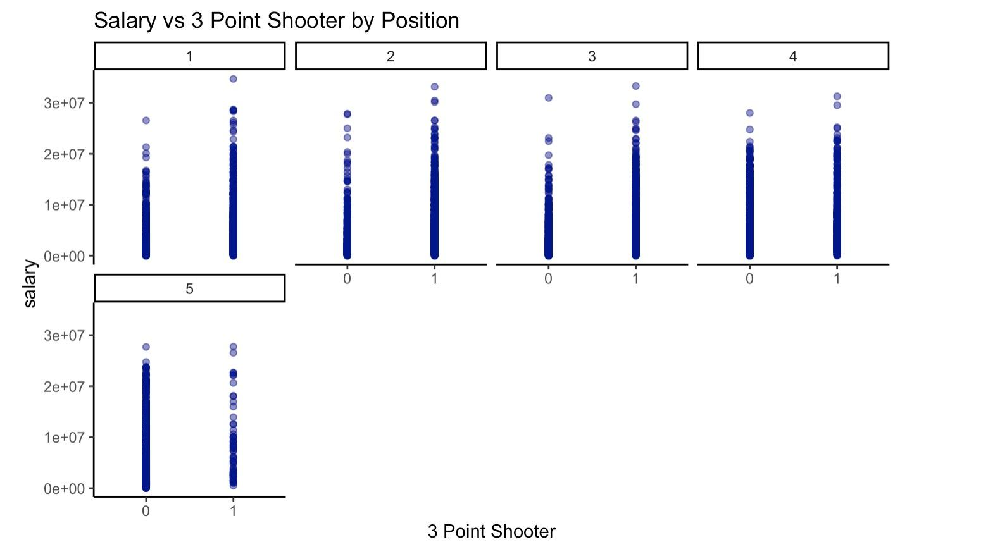 Salary vs 3 Point Shooter by Position
1 2 3 4
3e+07
2e+07
1e+07
0e+00
0 1 0 1 0 1
salary
5
3e+07
2e+07
1e+07
0e+00
0 1
3 Point Shooter